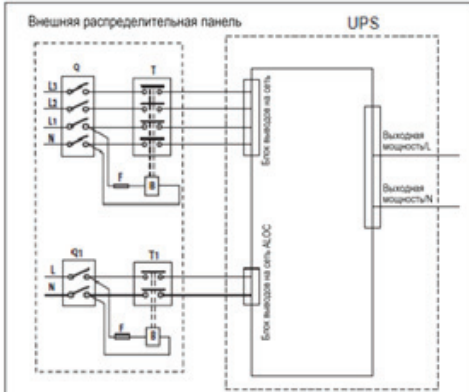 Внешняя распределительная панель
UPS
Q
T
L3
L2
L1
N
F
B
Блок выводов на сеть
Выходная
мощность/L
Выходная
мощность/N
Q1
T1
L
N
F
B
Блок выводов на сеть ALOC